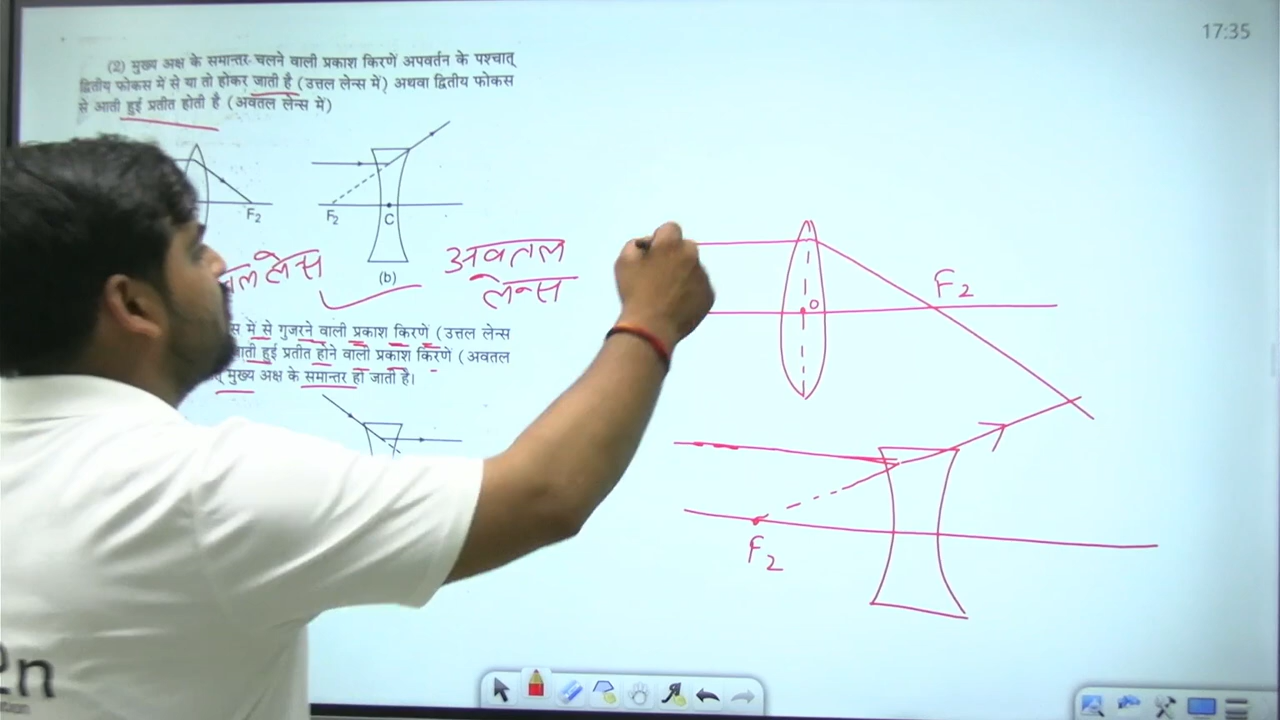 17:35
(2) मुख्य अक्ष के समान्तर चलने वाली प्रकाश किरणें अपवर्तन के पश्चात्
द्वितीय फोकस में से या तो होकर जाती है (उत्तल लेन्स में) अथवा द्वितीय फोकस
से आती हुई प्रतीत होती है (अवतल लेन्स में)
F2
F2
C
(b)
लेन्स
अवतल
लेन्स
में से गुजरने वाली प्रकाश किरणें (उत्तल लेन्स
हुई प्रतीत होने वाली प्रकाश किरणें (अवतल
मुख्य अक्ष के समान्तर हो जाती है।
F2
O
F2